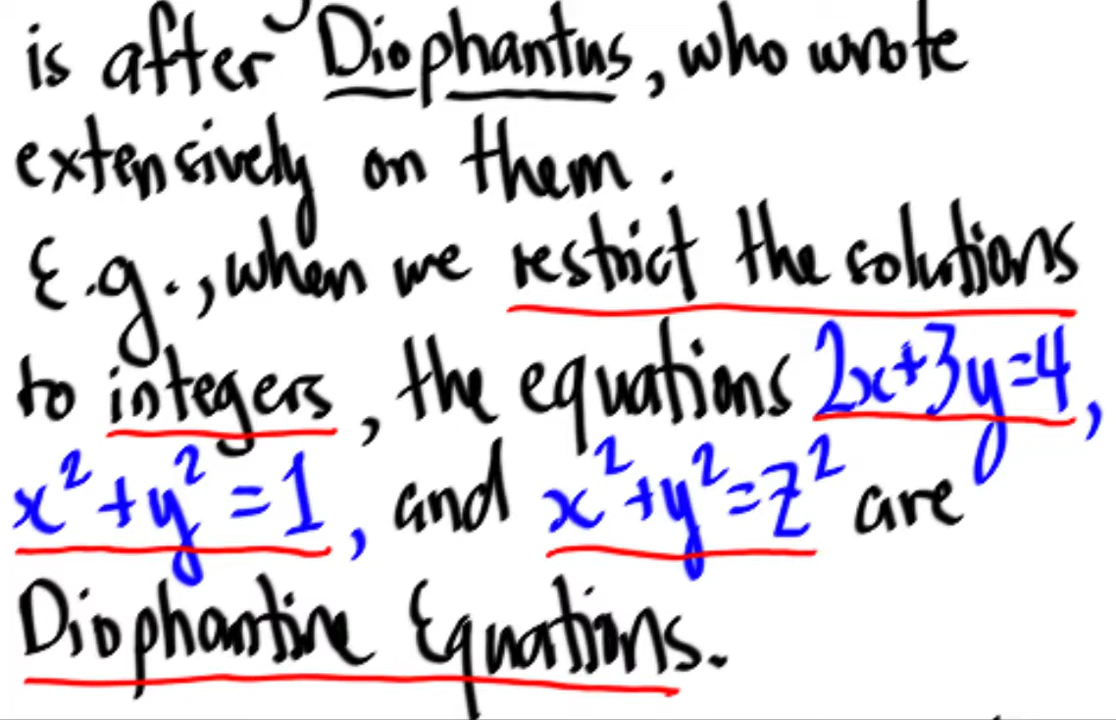 is after Diophantus, who wrote
extensively on them.
E.g., when we restrict the solutions
to integers, the equations 2x+3y=4,
x²+y²=1, and x²+y²=z² are
Diophantine Equations.